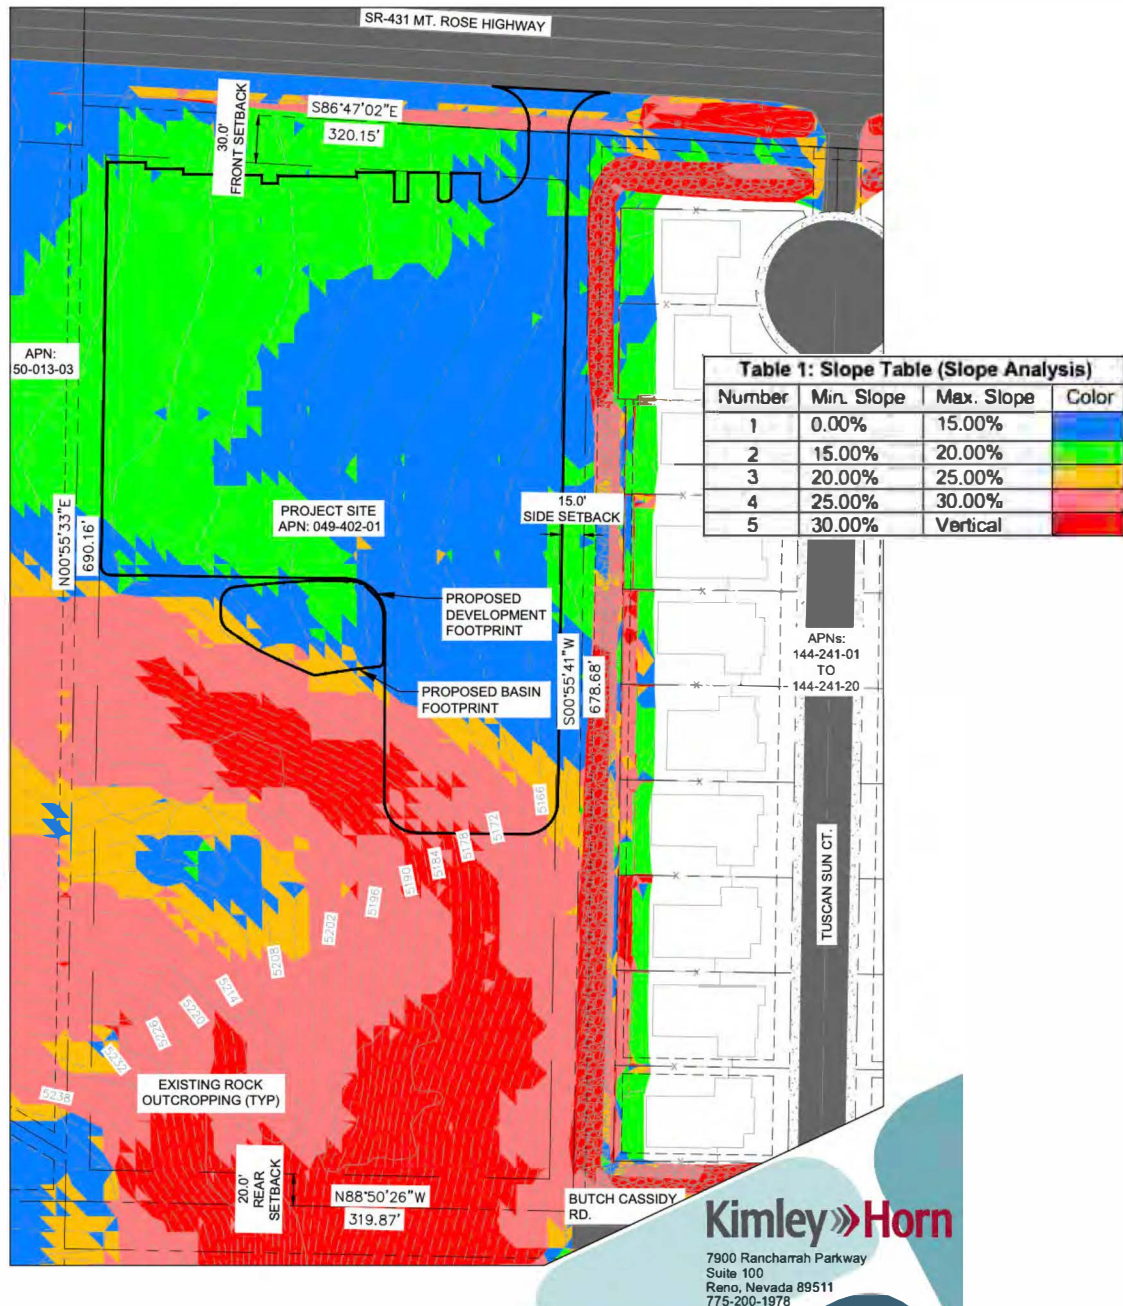 SR-431 MT. ROSE HIGHWAY
S86°47'02"E
320.15'
30.0'
FRONT SETBACK
APN:
50-013-03
Table 1: Slope Table (Slope Analysis)
Number Min. Slope Max. Slope Color
1 0.00% 15.00%
2 15.00% 20.00%
3 20.00% 25.00%
4 25.00% 30.00%
5 30.00% Vertical
N00°55'33"E
690.16'
PROJECT SITE
APN: 049-402-01
15.0'
SIDE SETBACK
PROPOSED
DEVELOPMENT
FOOTPRINT
PROPOSED BASIN
FOOTPRINT
S00°55'41"W
678.68'
APNs:
144-241-01
TO
144-241-20
TUSCAN SUN CT.
5166
5172
5178
5184
5190
5196
5202
5208
5214
5220
5226
5232
5238
EXISTING ROCK
OUTCROPPING (TYP)
20.0'
REAR
SETBACK
N88°50'26"W
319.87'
BUTCH CASSIDY
RD.
Kimley»Horn
7900 Rancharrah Parkway
Suite 100
Reno, Nevada 89511
775-200-1978